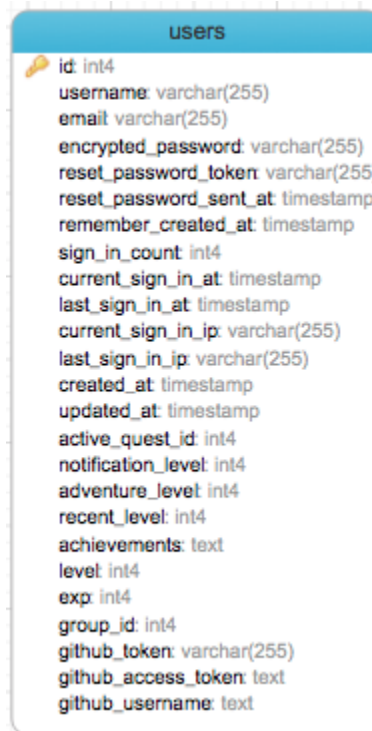 users
id: int4
username: varchar(255)
email: varchar(255)
encrypted_password: varchar(255)
reset_password_token: varchar(255
reset_password_sent_at: timestamp
remember_created_at: timestamp
sign_in_count: int4
current_sign_in_at: timestamp
last_sign_in_at: timestamp
current_sign_in_ip: varchar(255)
last_sign_in_ip: varchar(255)
created_at: timestamp
updated_at: timestamp
active_quest_id: int4
notification_level: int4
adventure_level: int4
recent_level: int4
achievements: text
level: int4
exp: int4
group_id: int4
github_token: varchar(255)
github_access_token: text
github_username: text